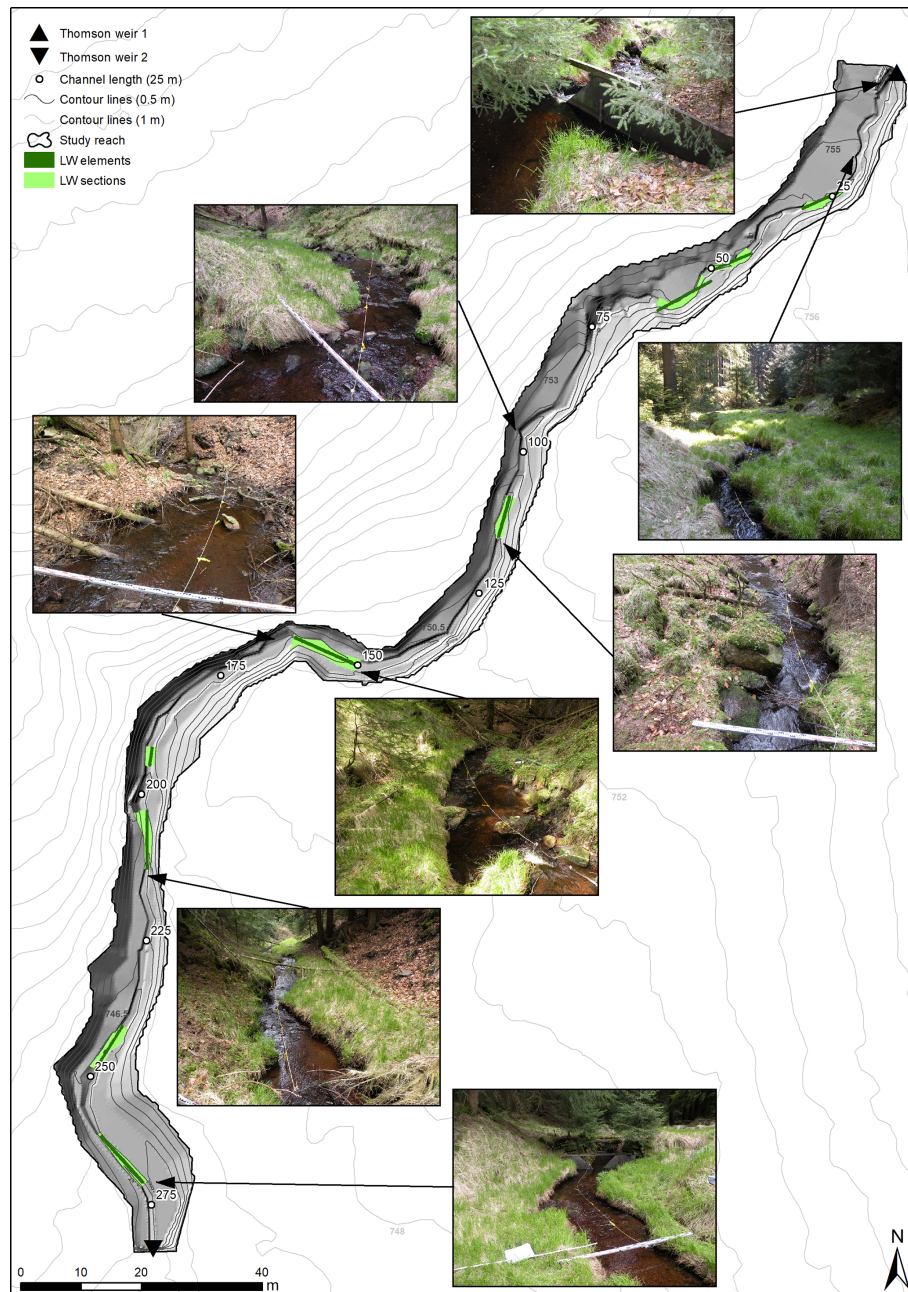 Thomson weir 1
Thomson weir 2
Channel length (25 m)
Contour lines (0.5 m)
Contour lines (1 m)
Study reach
LW elements
LW sections
755
25
50
756
75
753
100
125
750.5
150
175
752
200
225
746.5
250
275
748
N
0 10 20 40
m